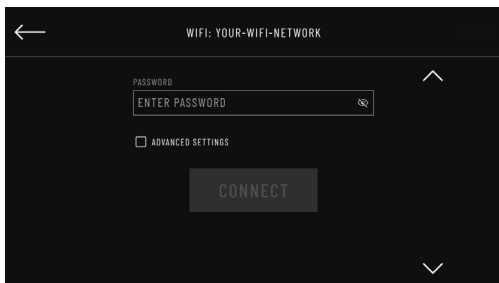 WIFI: YOUR-WIFI-NETWORK
PASSWORD
ENTER PASSWORD
ADVANCED SETTINGS
CONNECT